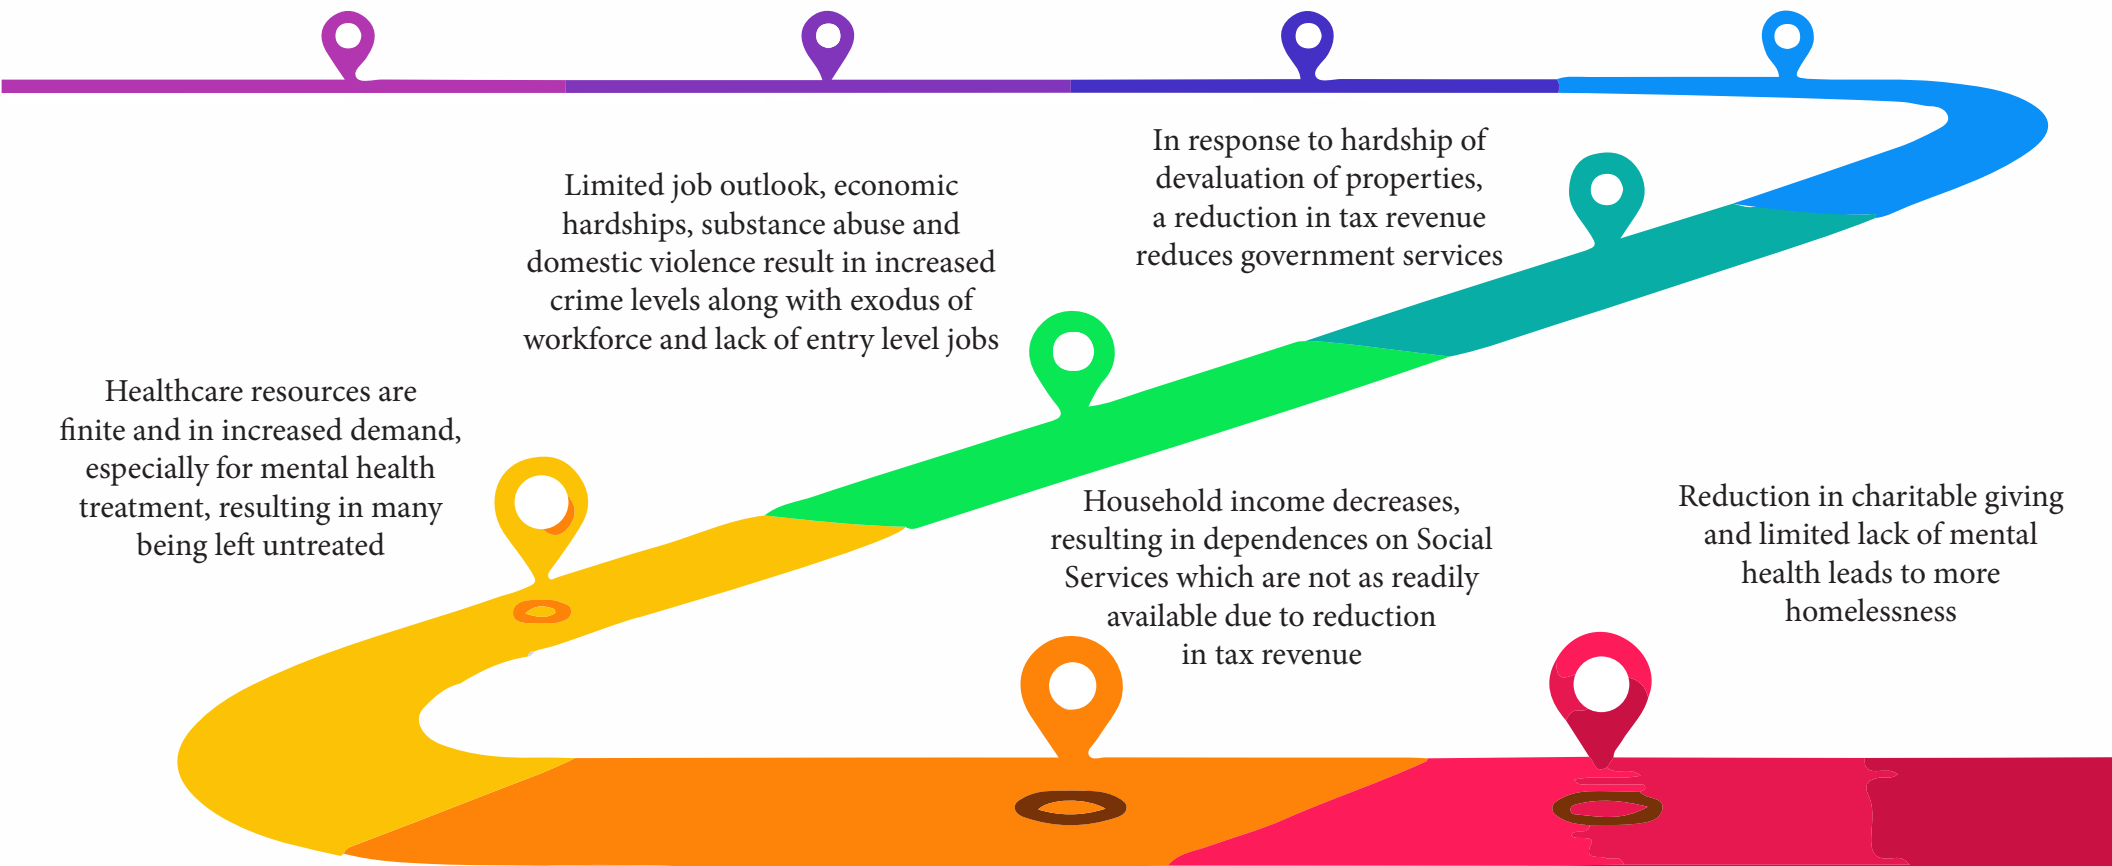 In response to hardship of
devaluation of properties,
a reduction in tax revenue
reduces government services
Limited job outlook, economic
hardships, substance abuse and
domestic violence result in increased
crime levels along with exodus of
workforce and lack of entry level jobs
Healthcare resources are
finite and in increased demand,
especially for mental health
treatment, resulting in many
being left untreated
Household income decreases,
resulting in dependences on Social
Services which are not as readily
available due to reduction
in tax revenue
Reduction in charitable giving
and limited lack of mental
health leads to more
homelessness